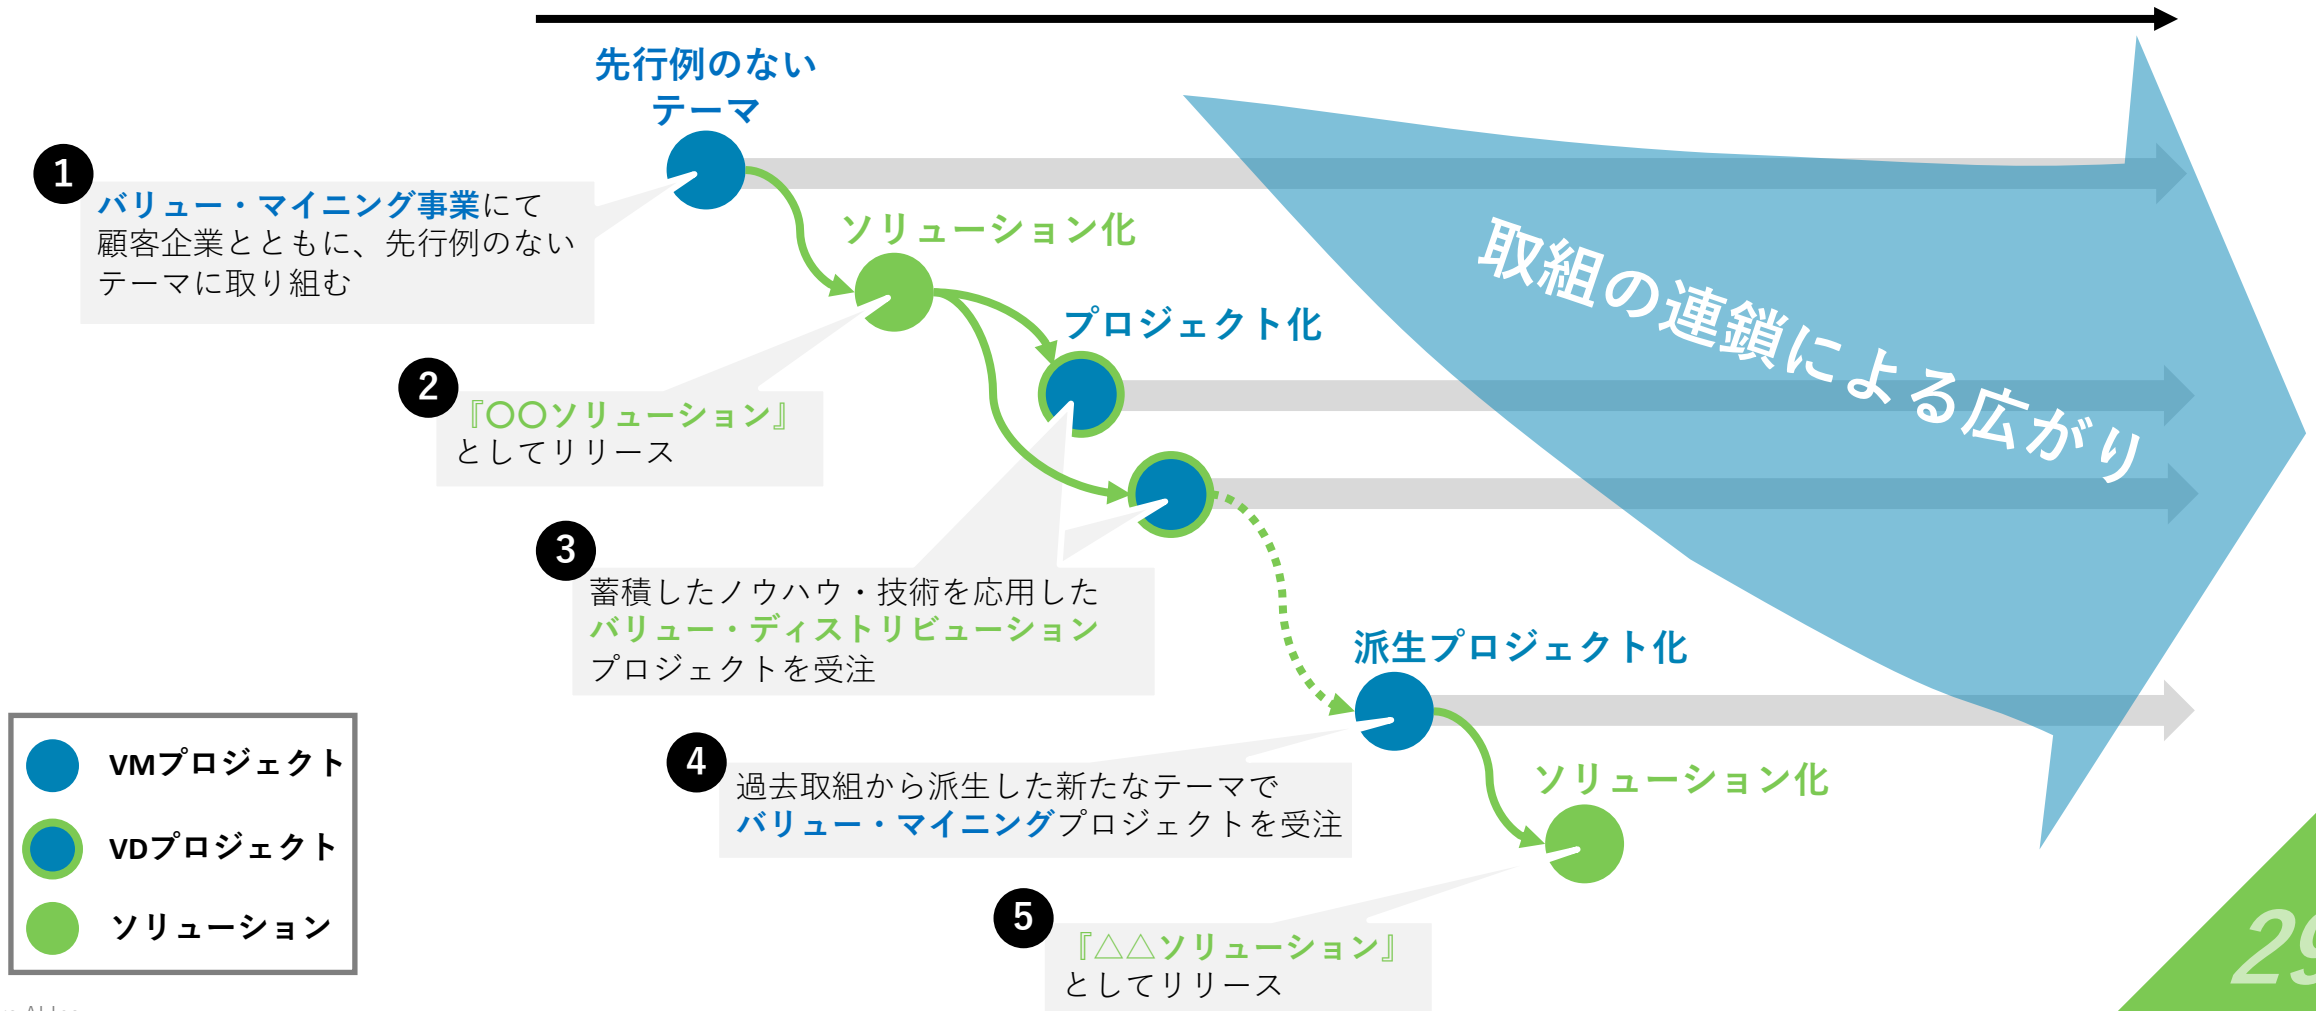 先行例のない
テーマ
1
バリュー・マイニング事業にて
顧客企業とともに、先行例のない
テーマに取り組む
ソリューション化
2
『〇〇ソリューション』
としてリリース
プロジェクト化
取組の連鎖による広がり
3
蓄積したノウハウ・技術を応用した
バリュー・ディストリビューション
プロジェクトを受注
派生プロジェクト化
4
過去取組から派生した新たなテーマで
バリュー・マイニングプロジェクトを受注
ソリューション化
5
『△△ソリューション』
としてリリース
VMプロジェクト
VDプロジェクト
ソリューション
29